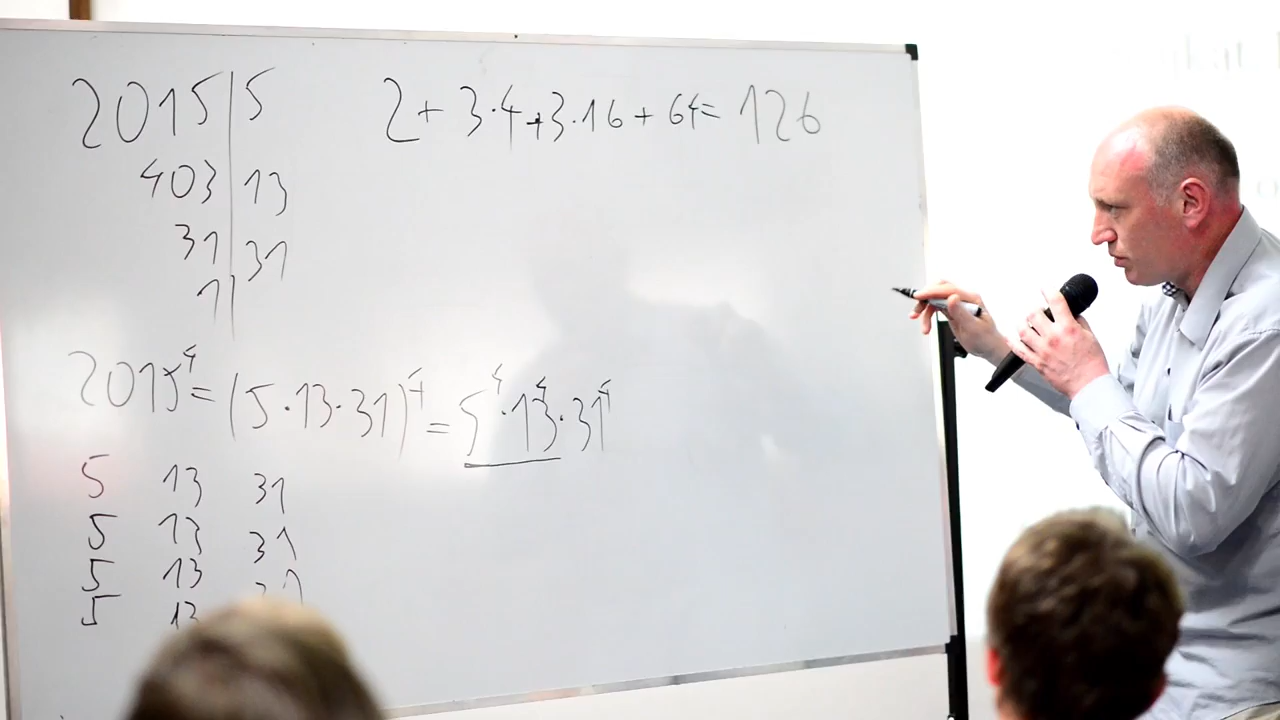 2015 | 5
403 | 13
31 | 31
1 |
2 + 3·4 + 3·16 + 64 = 126
2015⁴ = (5·13·31)⁴ = 5⁴·13⁴·31⁴
5 13 31
5 13 31
5 13
5